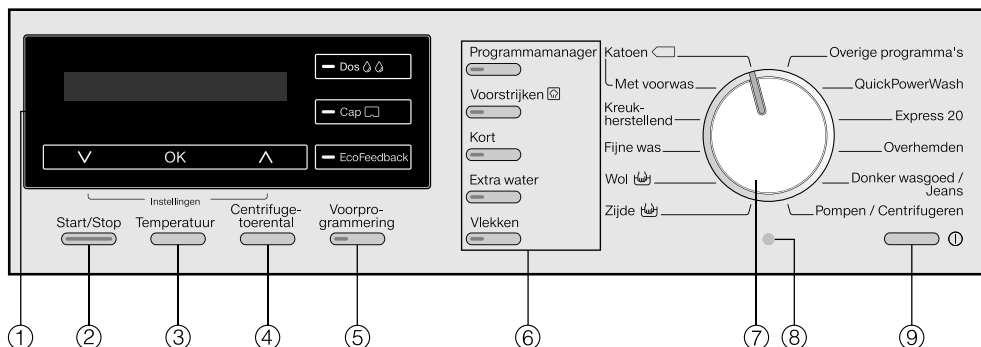 Dos
Cap
EcoFeedback
OK
Instellingen
Start/Stop
Temperatuur
Centrifuge-
toerental
Voorpro-
grammering
Programmamanager
Voorstrijken
Kort
Extra water
Vlekken
Katoen
Met voorwas
Kreuk-
herstellend
Fijne was
Wol
Zijde
Overige programma's
QuickPowerWash
Express 20
Overhemden
Donker wasgoed /
Jeans
Pompen / Centrifugeren
① ② ③ ④ ⑤ ⑥ ⑦ ⑧ ⑨